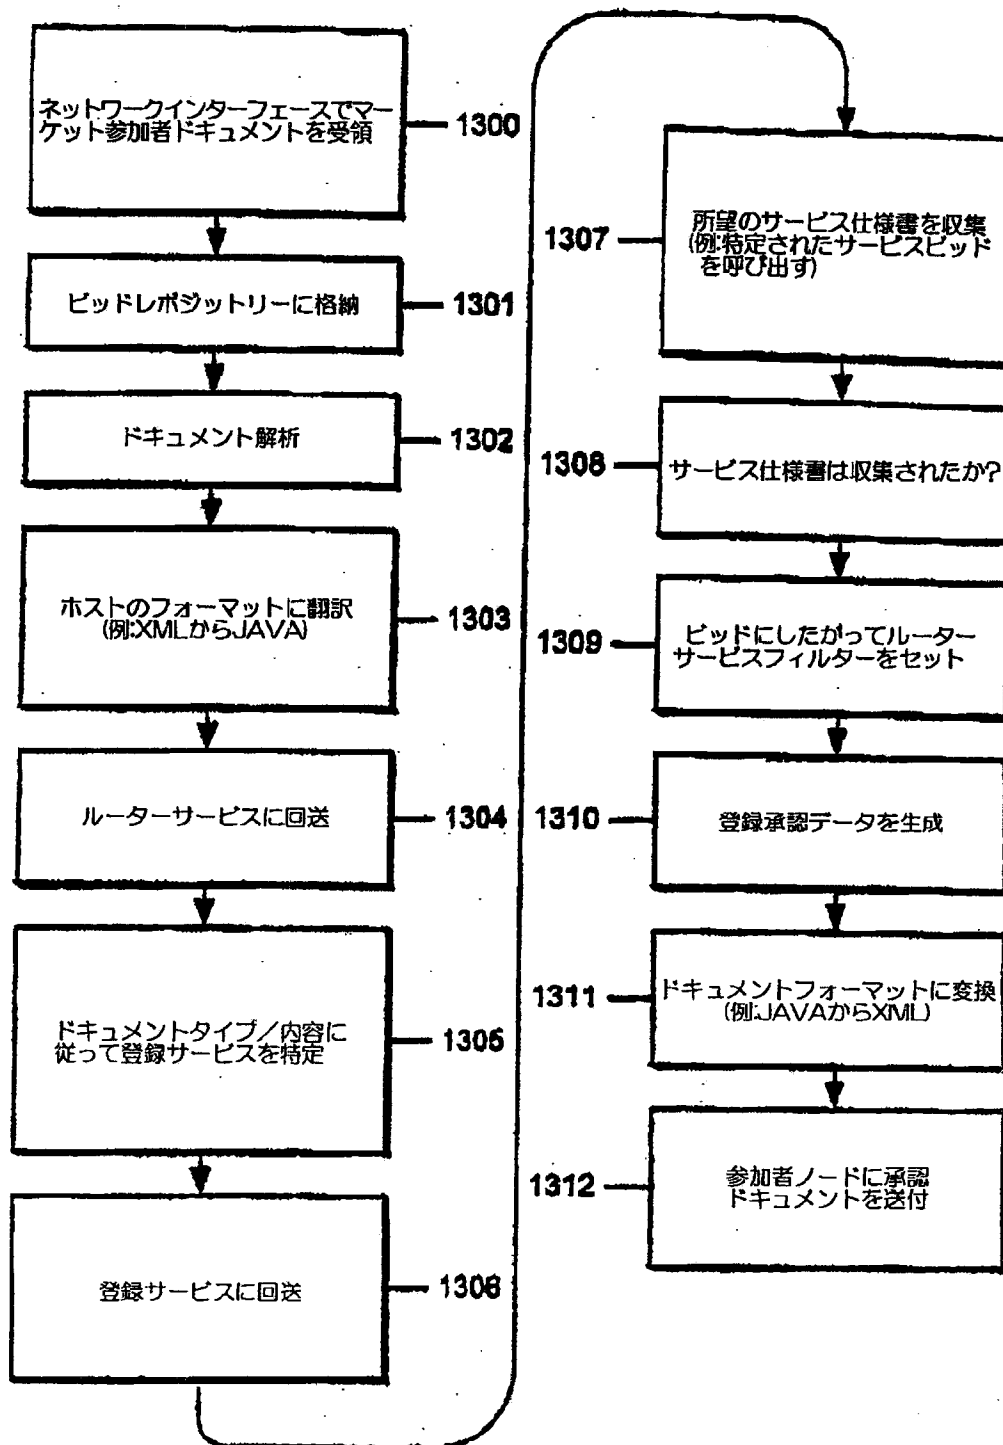 ネットワークインターフェースでマー
ケット参加者ドキュメントを受領
1300
ビッドレポジットリーに格納
1301
ドキュメント解析
1302
ホストのフォーマットに翻訳
(例:XMLからJAVA)
1303
ルーターサービスに回送
1304
ドキュメントタイプ/内容に
従って登録サービスを特定
1305
登録サービスに回送
1306
1307
所望のサービス仕様書を収集
(例:特定されたサービスビッド
を呼び出す)
1308
サービス仕様書は収集されたか?
1309
ビッドにしたがってルーター
サービスフィルターをセット
1310
登録承認データを生成
1311
ドキュメントフォーマットに変換
(例:JAVAからXML)
1312
参加者ノードに承認
ドキュメントを送付